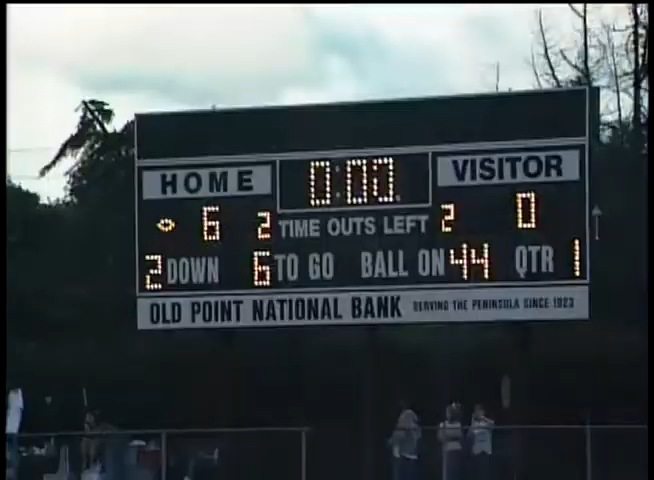 HOME 0:00 VISITOR
6 2 TIME OUTS LEFT 2 0
2 DOWN 6 TO GO BALL ON 44 QTR 1
OLD POINT NATIONAL BANK SERVING THE PENINSULA SINCE 1923